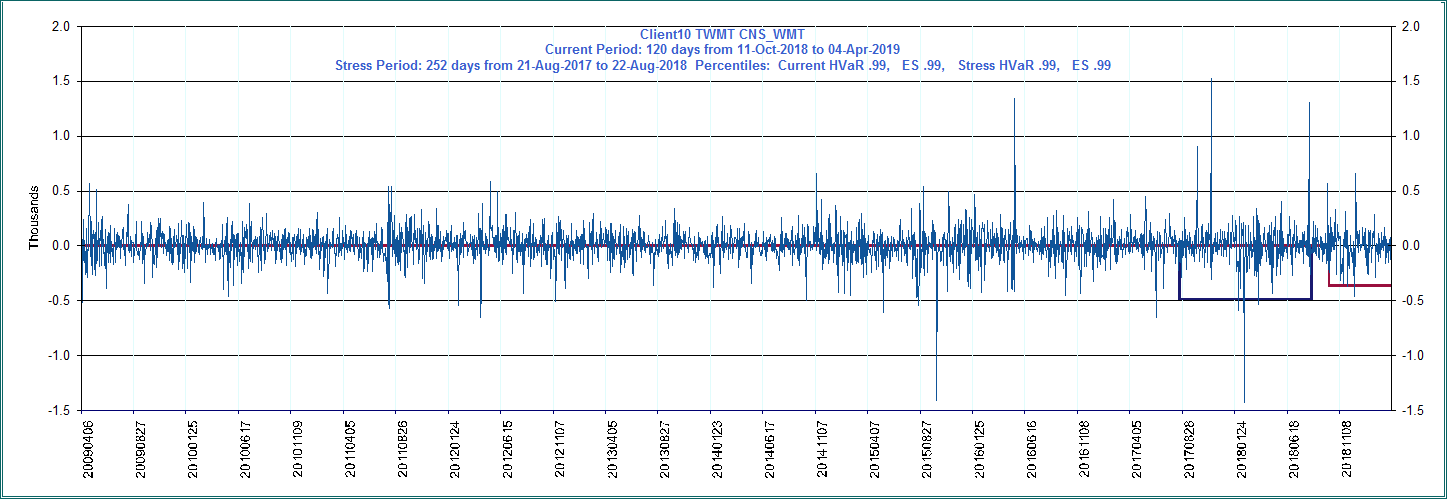 Client10 TWMT CNS_WMT
Current Period: 120 days from 11-Oct-2018 to 04-Apr-2019
Stress Period: 252 days from 21-Aug-2017 to 22-Aug-2018 Percentiles: Current HVaR .99, ES .99, Stress HVaR .99, ES .99
2.0 2.0
1.5 1.5
1.0 1.0
0.5 0.5
Thousands
0.0 0.0
-0.5 -0.5
-1.0 -1.0
-1.5 -1.5
20090406 20090827 20100125 20100617 20101109 20110405 20110826 20120124 20120615 20121107 20130405 20130827 20140123 20140617 20141107 20150407 20150827 20160125 20160616 20161108 20170405 20170828 20180124 20180618 20181108